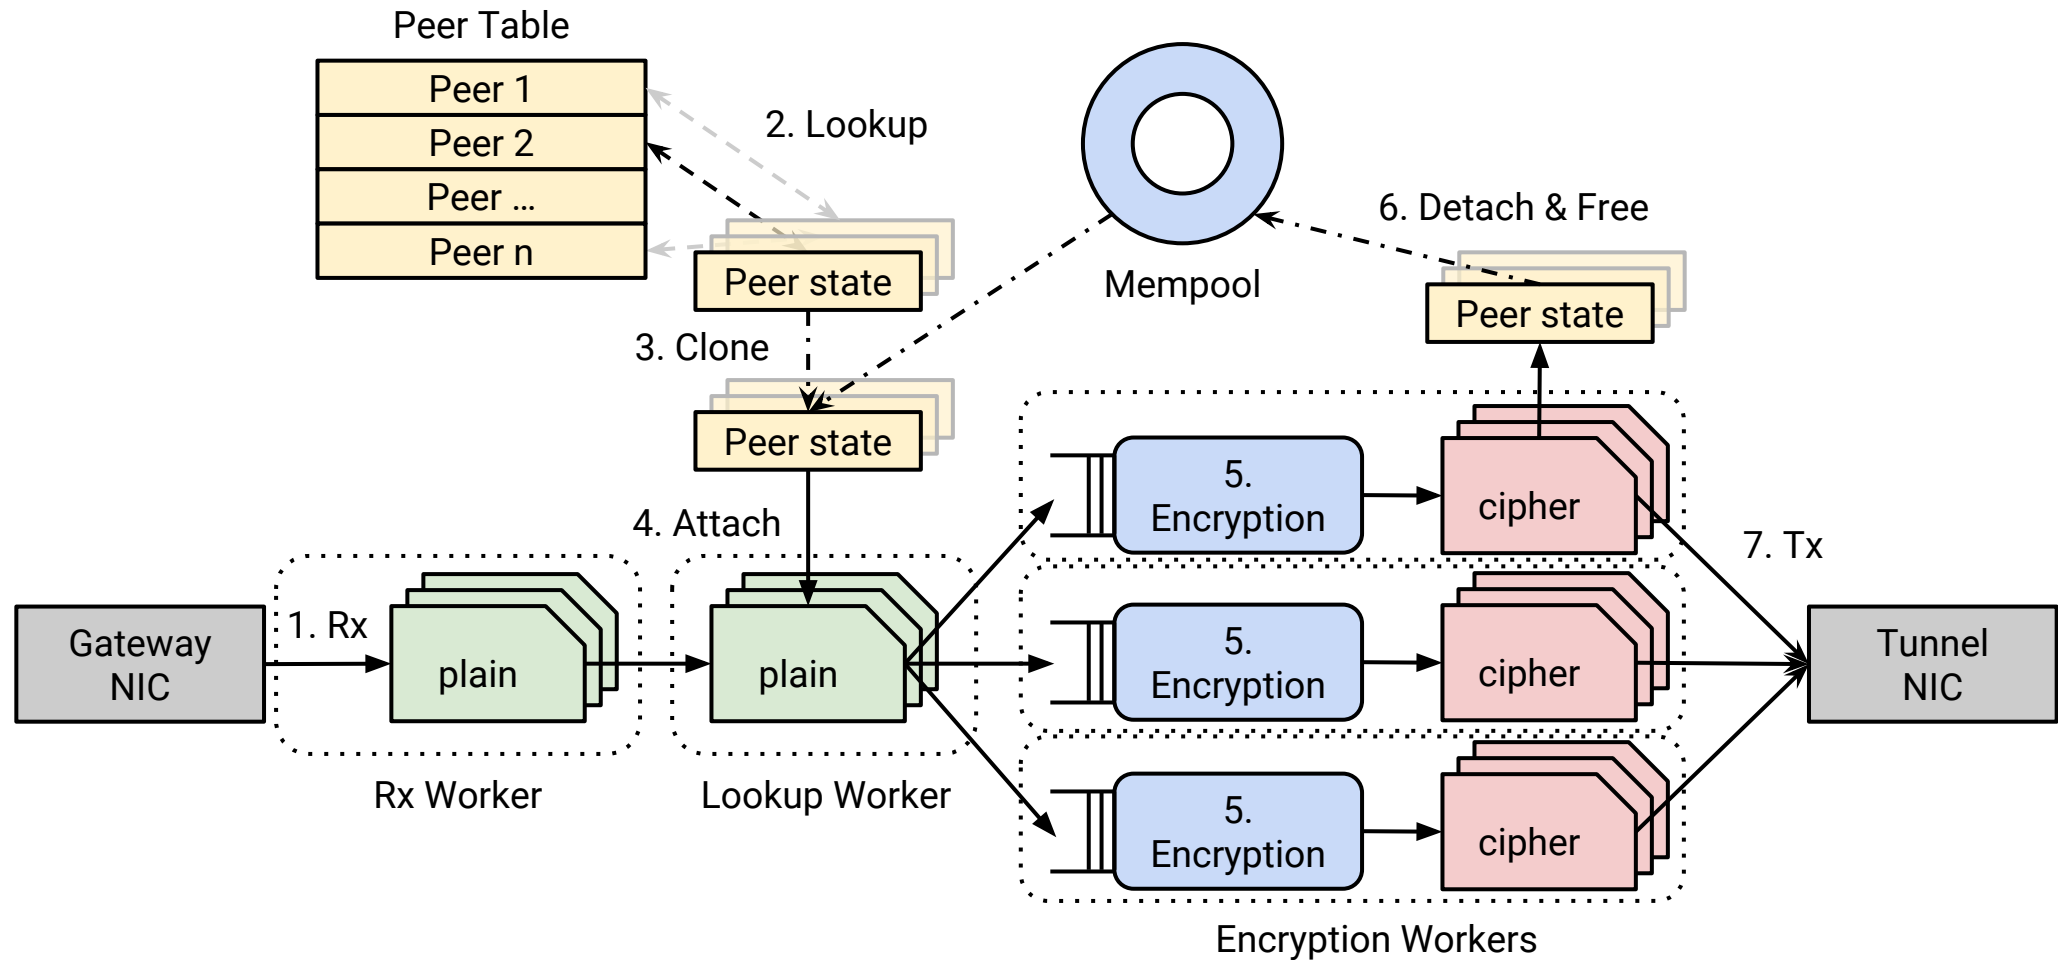 Peer Table
Peer 1
Peer 2
Peer ...
Peer n
2. Lookup
Peer state
3. Clone
Peer state
4. Attach
Mempool
6. Detach & Free
Peer state
Gateway
NIC
1. Rx
plain
Rx Worker
plain
Lookup Worker
5.
Encryption
cipher
5.
Encryption
cipher
5.
Encryption
cipher
Encryption Workers
7. Tx
Tunnel
NIC